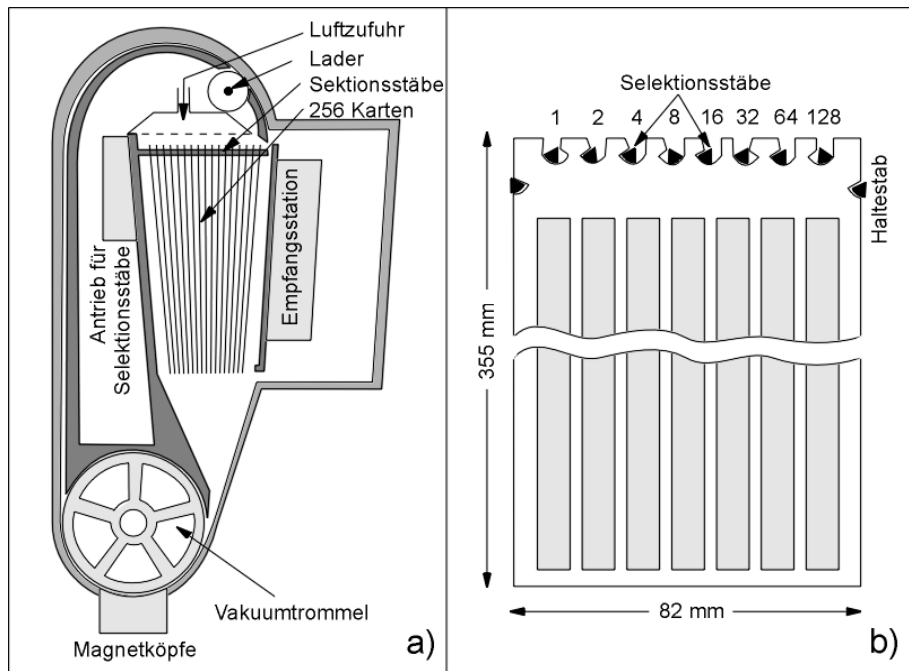 Luftzufuhr
Lader
Sektionsstäbe
256 Karten
Antrieb für
Selektionsstäbe
Empfangsstation
Vakuumtrommel
Magnetköpfe
a)
Selektionsstäbe
1 2 4 8 16 32 64 128
Haltestab
355 mm
82 mm
b)